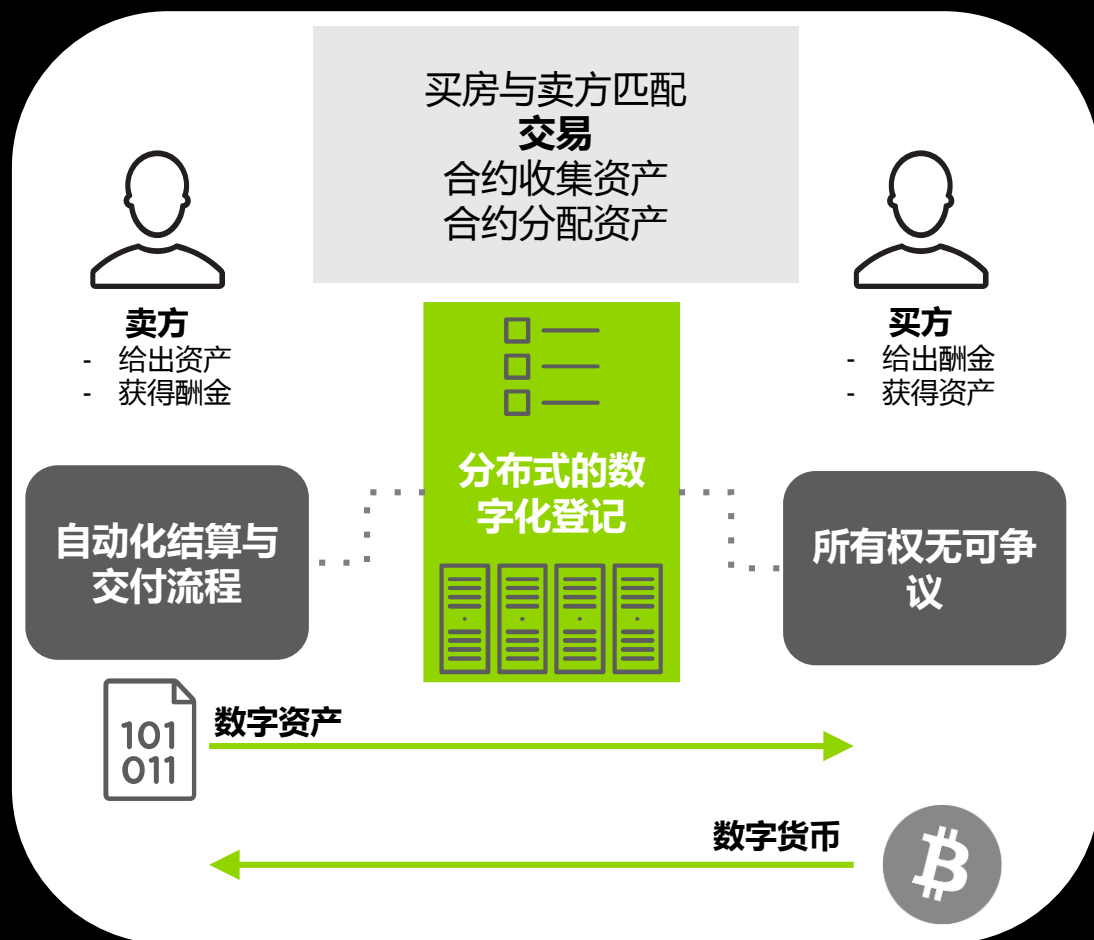 买房与卖方匹配
交易
合约收集资产
合约分配资产
卖方
- 给出资产
- 获得酬金
买方
- 给出酬金
- 获得资产
分布式的数
字化登记
自动化结算与
交付流程
所有权无可争
议
101
011
数字资产
数字货币
₿